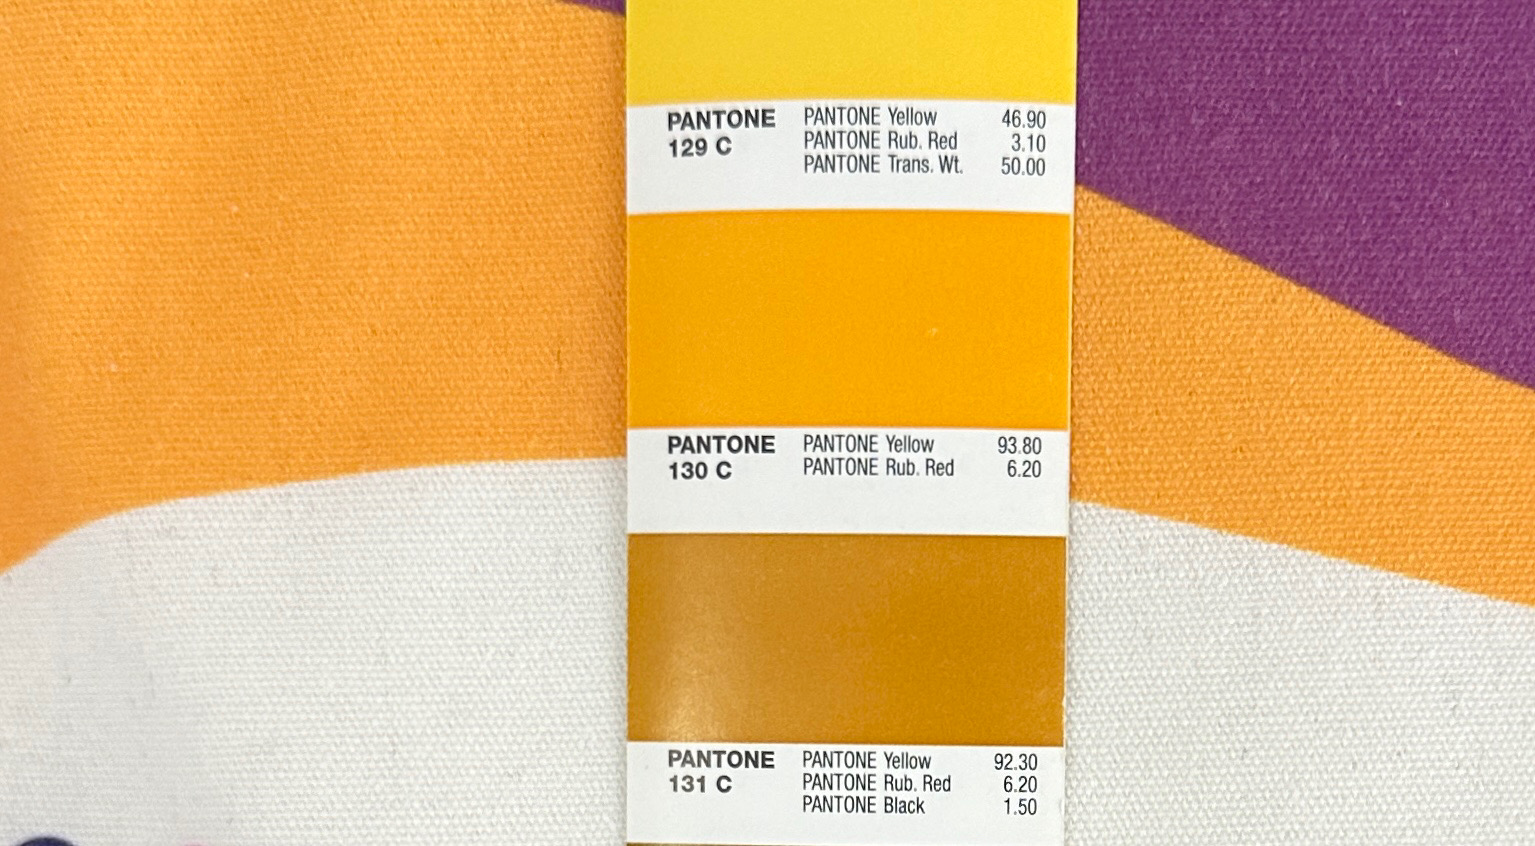 PANTONE PANTONE Yellow 46.90
129 C PANTONE Rub. Red 3.10
PANTONE Trans. Wt. 50.00
PANTONE PANTONE Yellow 93.80
130 C PANTONE Rub. Red 6.20
PANTONE PANTONE Yellow 92.30
131 C PANTONE Rub. Red 6.20
PANTONE Black 1.50